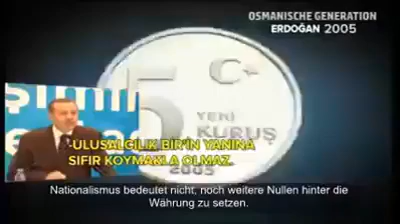 OSMANISCHE GENERATION
ERDOĞAN 2005
5
YENİ
KURUŞ
2005
-ULUSALCILIK BİR'İN YANINA
SIFIR KOYMAKLA OLMAZ.
Nationalismus bedeutet nicht, noch weitere Nullen hinter die
Währung zu setzen.